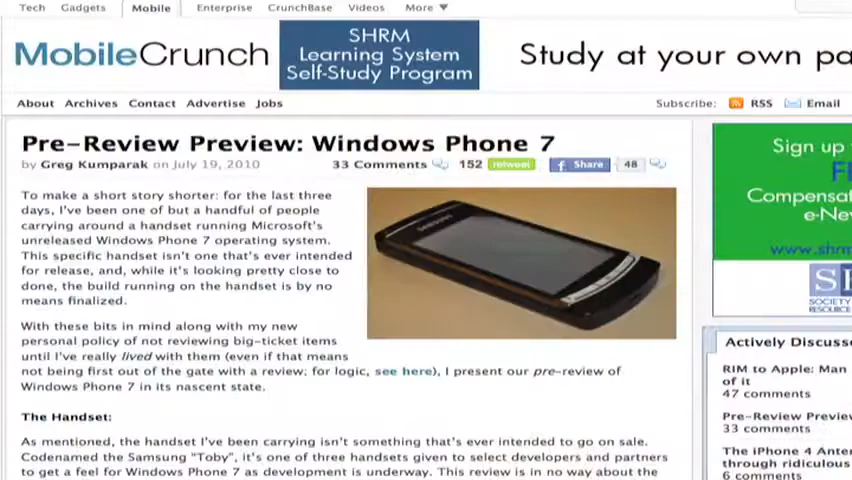 Tech Gadgets Mobile Enterprise CrunchBase Videos More
MobileCrunch
SHRM
Learning System
Self-Study Program
Study at your own pa
About Archives Contact Advertise Jobs
Subscribe: RSS Email
Pre-Review Preview: Windows Phone 7
by Greg Kumparak on July 19, 2010
33 Comments 152 retweet Share 48
To make a short story shorter: for the last three
days, I've been one of but a handful of people
carrying around a handset running Microsoft's
unreleased Windows Phone 7 operating system.
This specific handset isn't one that's ever intended
for release, and, while it's looking pretty close to
done, the build running on the handset is by no
means finalized.
With these bits in mind along with my new
personal policy of not reviewing big-ticket items
until I've really lived with them (even if that means
not being first out of the gate with a review; for logic, see here), I present our pre-review of
Windows Phone 7 in its nascent state.
The Handset:
As mentioned, the handset I've been carrying isn't something that's ever intended to go on sale.
Codenamed the Samsung "Toby", it's one of three handsets given to select developers and partners
to get a feel for Windows Phone 7 as development is underway. This review is in no way about the
Sign up
Compensat
e-Nev
www.shrm
SOCIETY
RESOURCE
Actively Discusse
RIM to Apple: Man
of it
47 comments
Pre-Review Preview
33 comments
The iPhone 4 Anten
through ridiculous
6 comments